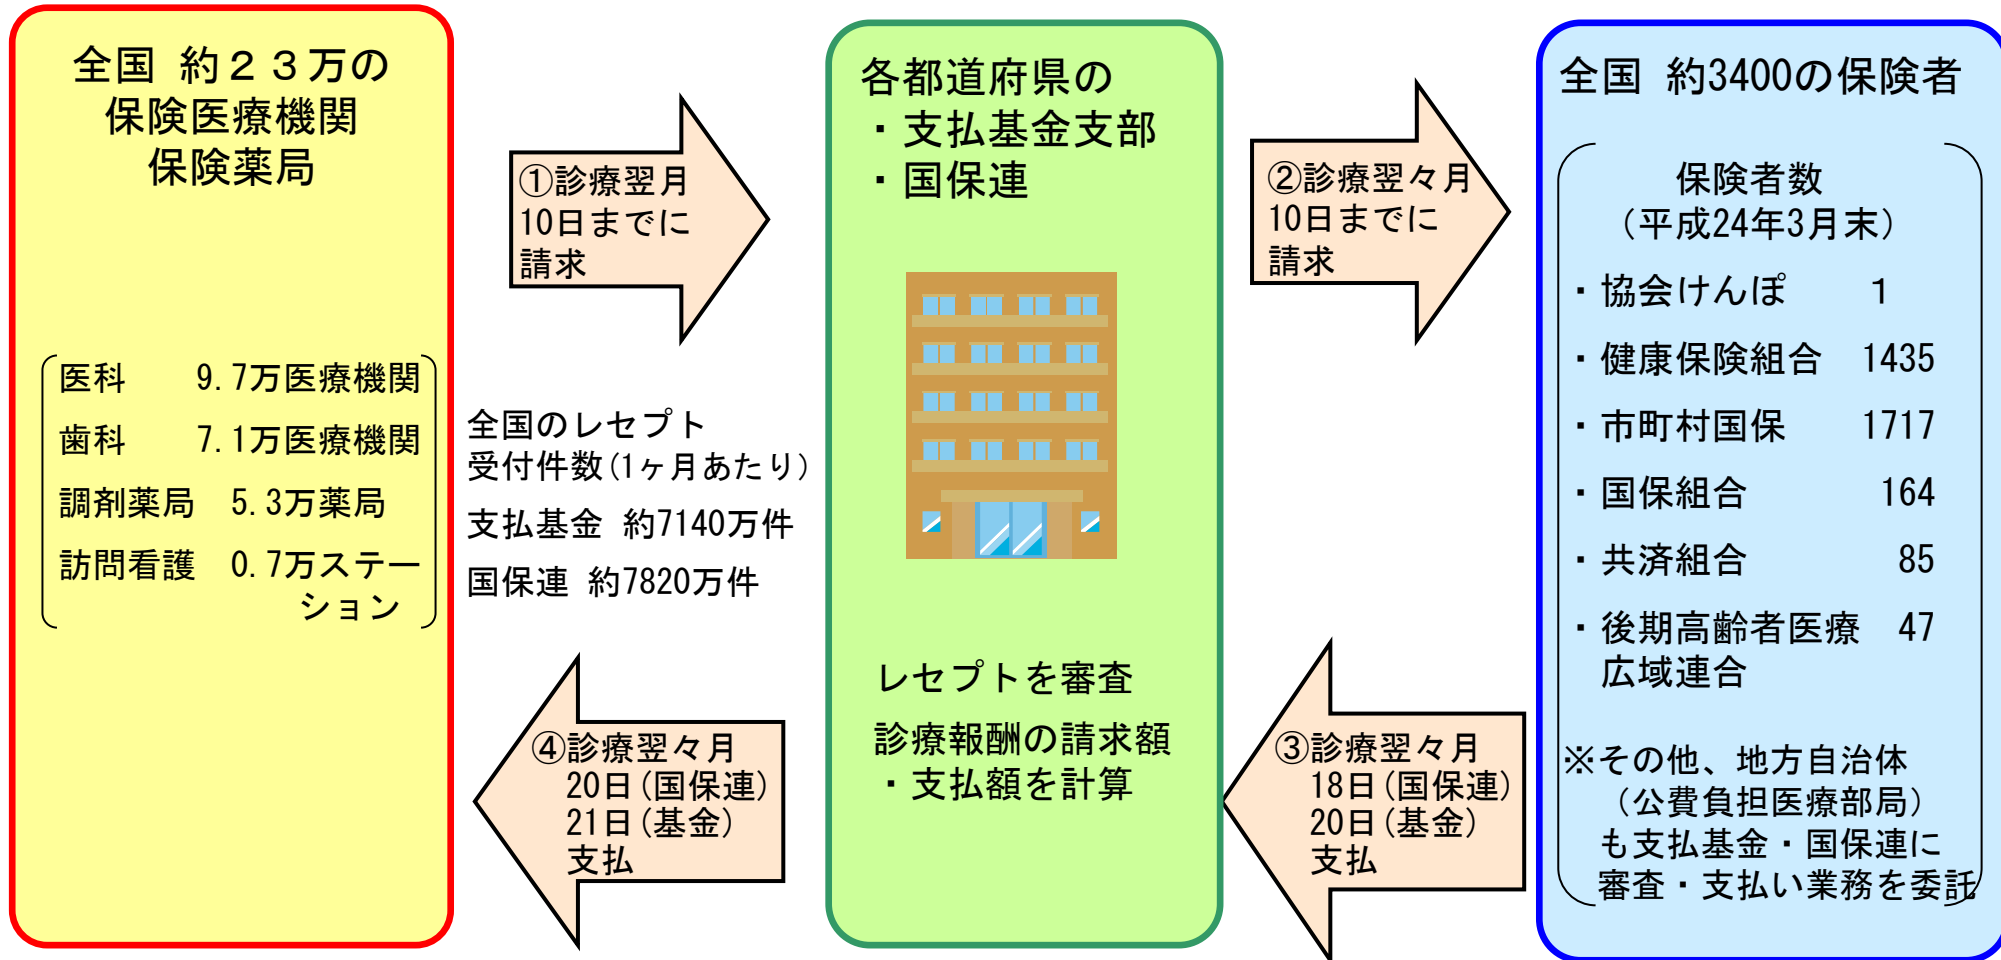 全国 約２３万の
保険医療機関
保険薬局
医科 9.7万医療機関
歯科 7.1万医療機関
調剤薬局 5.3万薬局
訪問看護 0.7万ステー
ション
①診療翌月
10日までに
請求
全国のレセプト
受付件数(1ヶ月あたり)
支払基金 約7140万件
国保連 約7820万件
④診療翌々月
20日(国保連)
21日(基金)
支払
各都道府県の
・支払基金支部
・国保連
レセプトを審査
診療報酬の請求額
・支払額を計算
②診療翌々月
10日までに
請求
③診療翌々月
18日(国保連)
20日(基金)
支払
全国 約3400の保険者
保険者数
（平成24年3月末）
・協会けんぽ 1
・健康保険組合 1435
・市町村国保 1717
・国保組合 164
・共済組合 85
・後期高齢者医療 47
広域連合
※その他、地方自治体
（公費負担医療部局）
も支払基金・国保連に
審査・支払い業務を委託